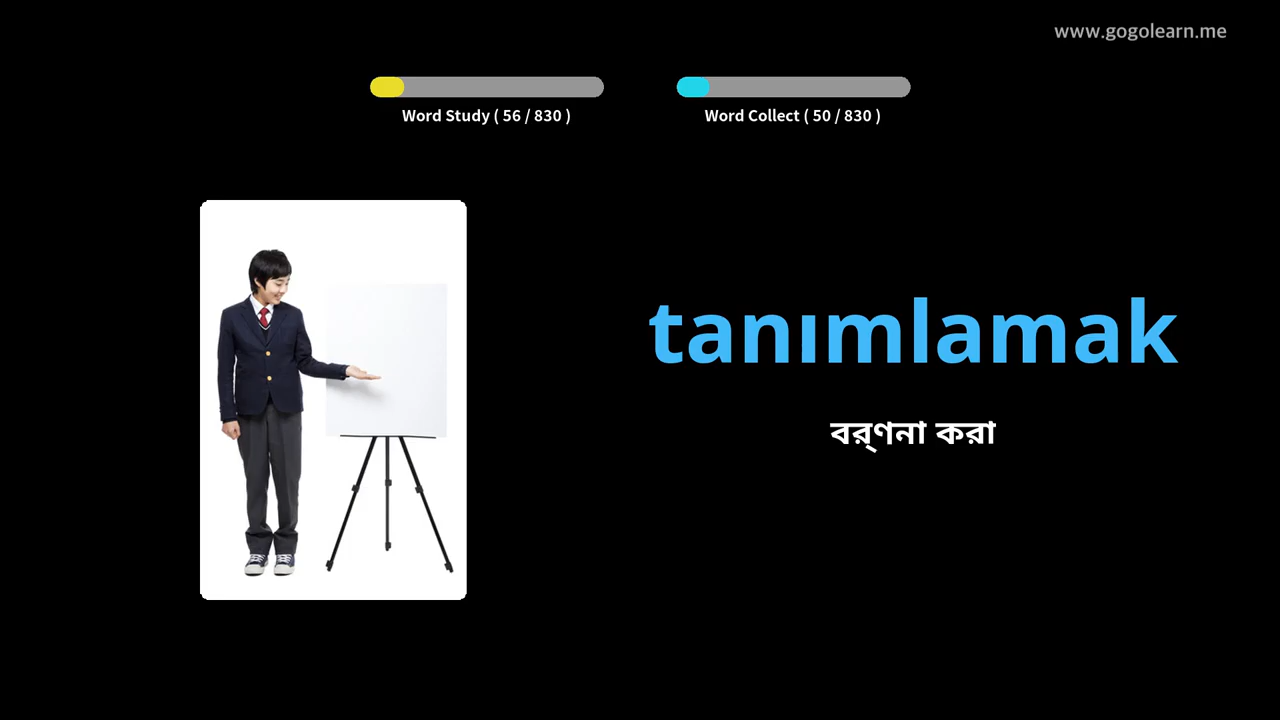 www.gogolearn.me
Word Study ( 56 / 830 )
Word Collect ( 50 / 830 )
tanımlamak
বর্ণনা করা